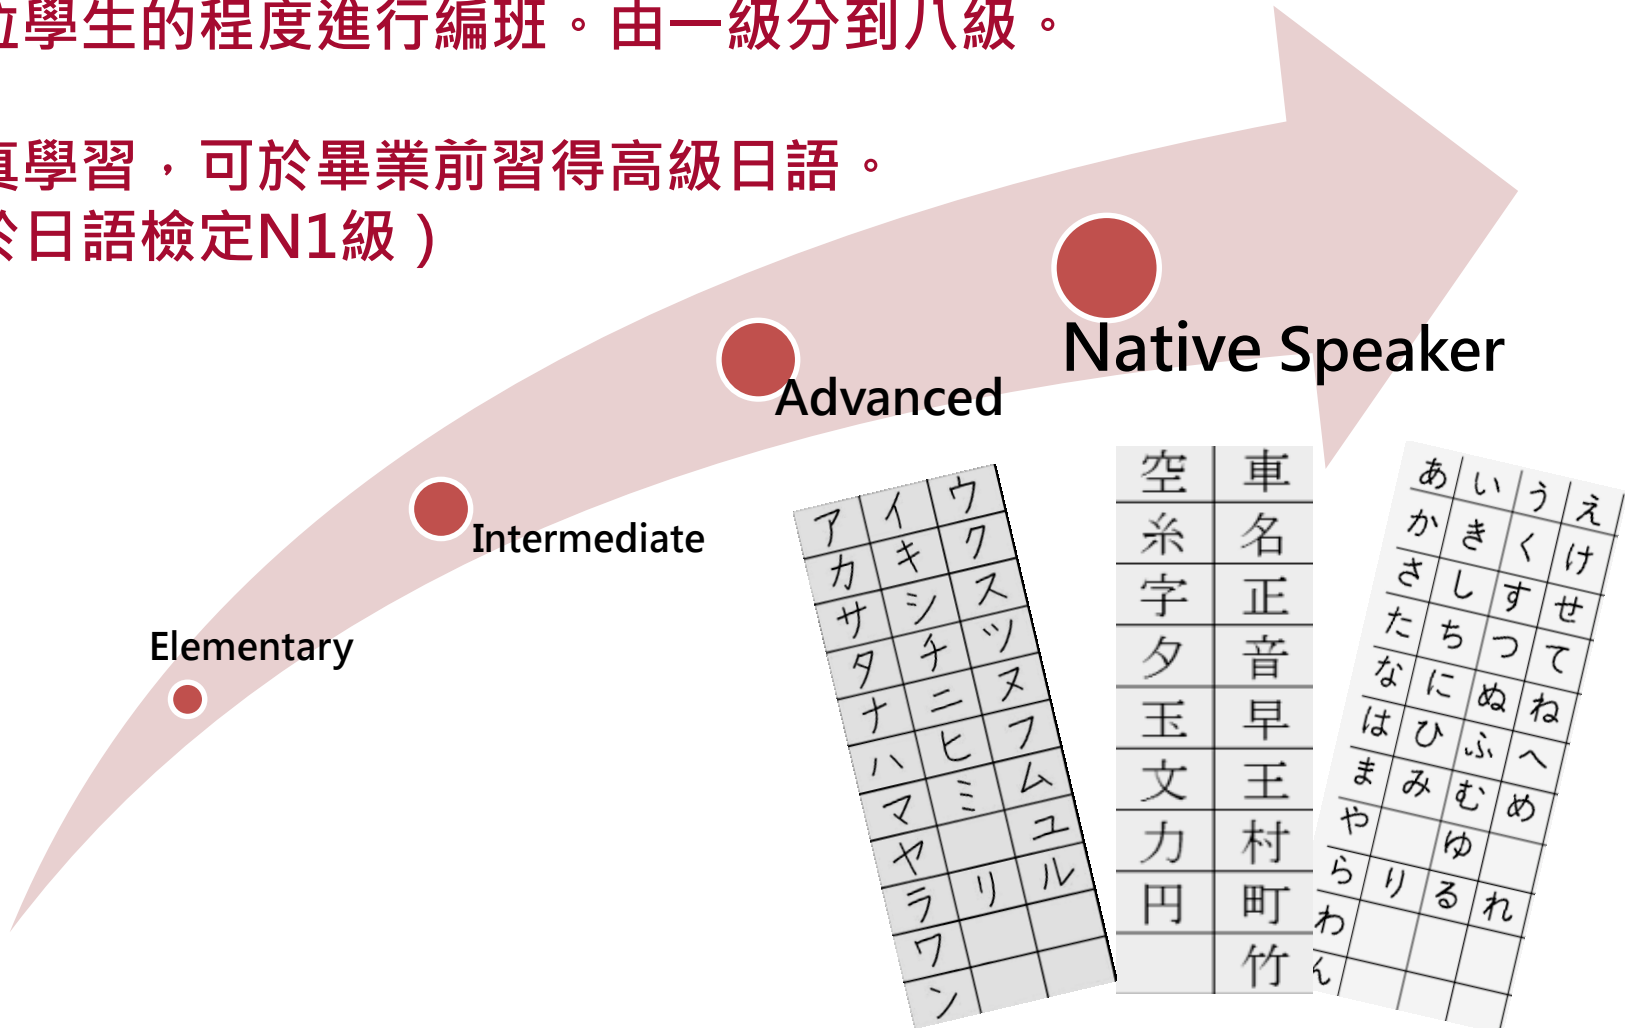 學生的程度進行編班。由一級分到八級。
學習，可於畢業前習得高級日語。
日語檢定N1級）
Native Speaker
Advanced
Intermediate
Elementary
ア イ ウ
カ キ ク
サ シ ス
タ チ ツ
ナ ニ ヌ
ハ ヒ フ
マ ミ ム
ヤ ユ
ラ リ ル
ワ
ン
空 車
糸 名
字 正
夕 音
玉 早
文 王
力 村
円 町
竹
あ い う え
か き く け
さ し す せ
た ち つ て
な に ぬ ね
は ひ ふ へ
ま み む め
や ゆ
ら り る れ
わ
ん